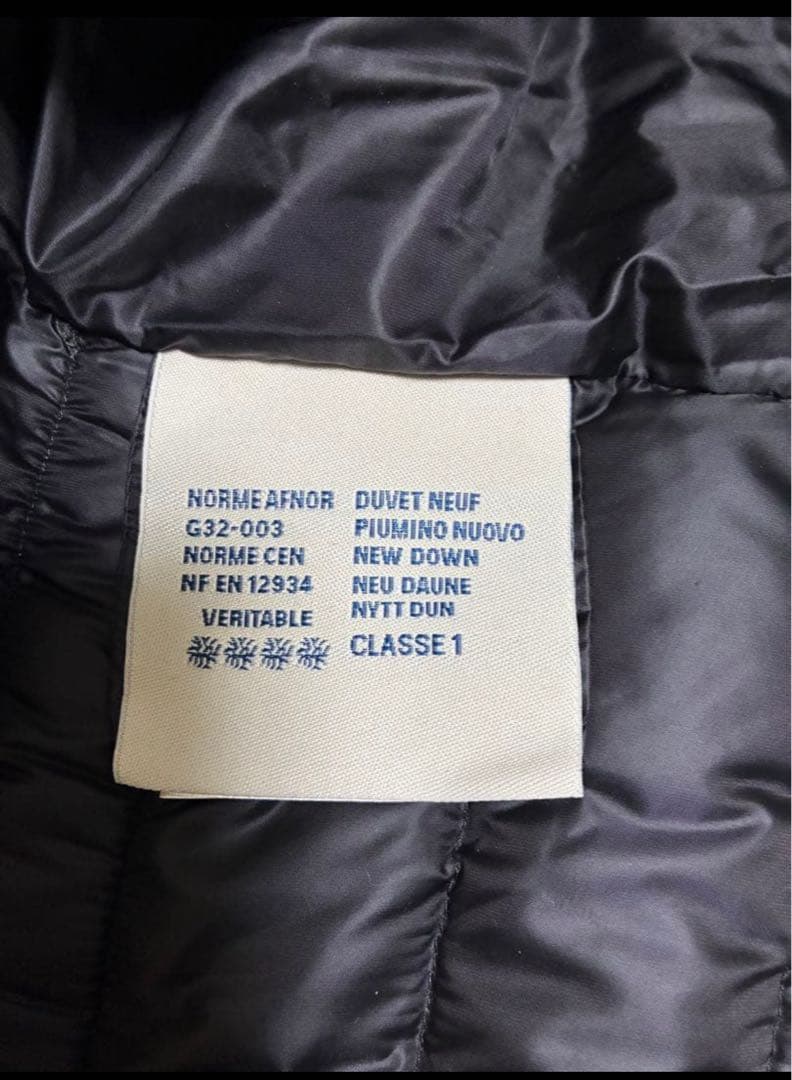 NORME AFNOR
G32-003
NORME CEN
NF EN 12934
VERITABLE
DUVET NEUF
PIUMINO NUOVO
NEW DOWN
NEU DAUNE
NYTT DUN
CLASSE 1